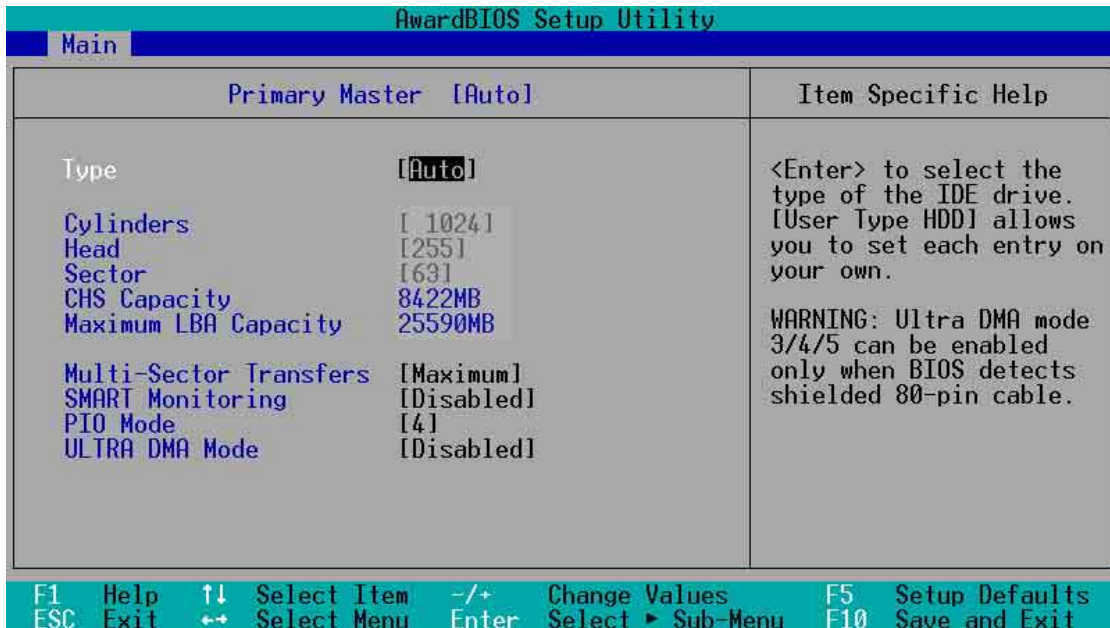 AwardBIOS Setup Utility
Main
Primary Master [Auto]
Item Specific Help
Type [Auto]
Cylinders [ 1024]
Head [255]
Sector [63]
CHS Capacity 8422MB
Maximum LBA Capacity 25590MB
Multi-Sector Transfers [Maximum]
SMART Monitoring [Disabled]
PIO Mode [4]
ULTRA DMA Mode [Disabled]
<Enter> to select the
type of the IDE drive.
[User Type HDD] allows
you to set each entry on
your own.
WARNING: Ultra DMA mode
3/4/5 can be enabled
only when BIOS detects
shielded 80-pin cable.
F1 Help ↑↓ Select Item -/+ Change Values F5 Setup Defaults
ESC Exit ←→ Select Menu Enter Select ► Sub-Menu F10 Save and Exit